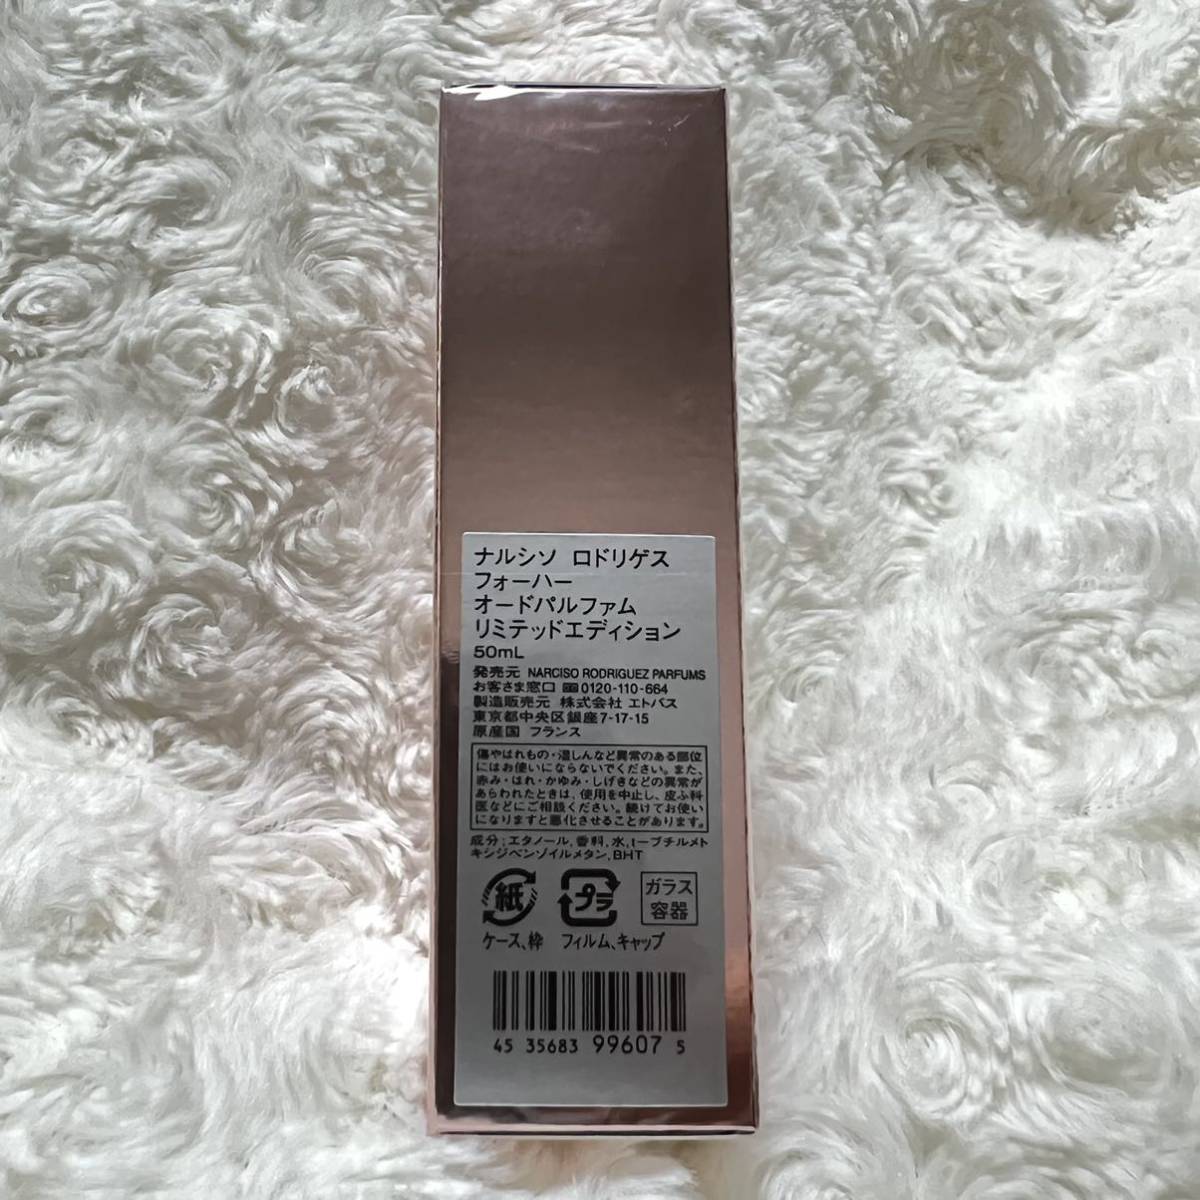 ナルシソ ロドリゲス
フォーハー
オードパルファム
リミテッドエディション
50mL
発売元 NARCISO RODRIGUEZ PARFUMS
お客さま窓口 0120-110-664
製造販売元 株式会社 エトバス
東京都中央区銀座7-17-15
原産国 フランス
傷やはれもの・湿しんなど異常のある部位
にはお使いにならないでください。また、
赤み・はれ・かゆみ・しげきなどの異常が
あらわれたときは、使用を中止し、皮ふ科
医などにご相談ください。続けてお使い
になりますと悪化させることがあります。
成分;エタノール,香料,水,t−ブチルメト
キシジベンゾイルメタン,BHT
紙 プラ ガラス
容器
ケース、枠 フィルム、キャップ
45 35683 99607 5